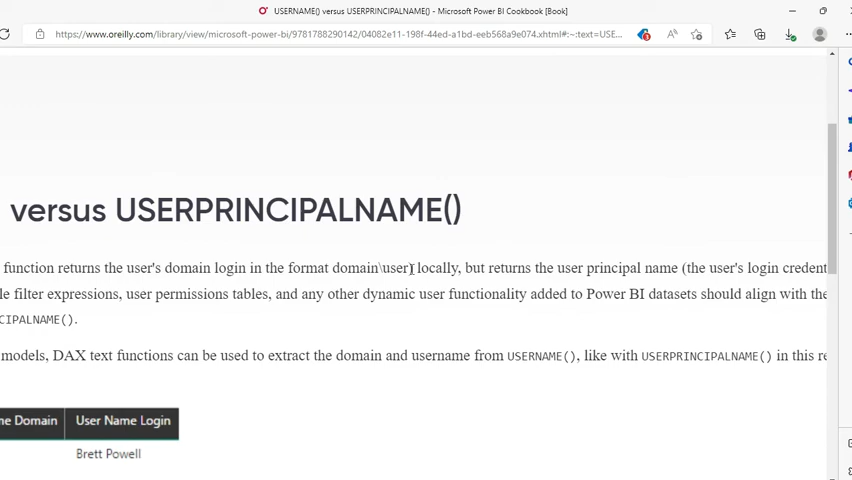 USERNAME() versus USERPRINCIPALNAME() - Microsoft Power BI Cookbook [Book]
https://www.oreilly.com/library/view/microsoft-power-bi/9781788290142/04082e11-198f-44ed-a1bd-eeb568a9e074.xhtml#:~:text=USE...
versus USERPRINCIPALNAME()
function returns the user's domain login in the format domain\user) locally, but returns the user principal name (the user's login credent
le filter expressions, user permissions tables, and any other dynamic user functionality added to Power BI datasets should align with the
CIPALNAME().
models, DAX text functions can be used to extract the domain and username from USERNAME(), like with USERPRINCIPALNAME() in this re
me Domain User Name Login
Brett Powell